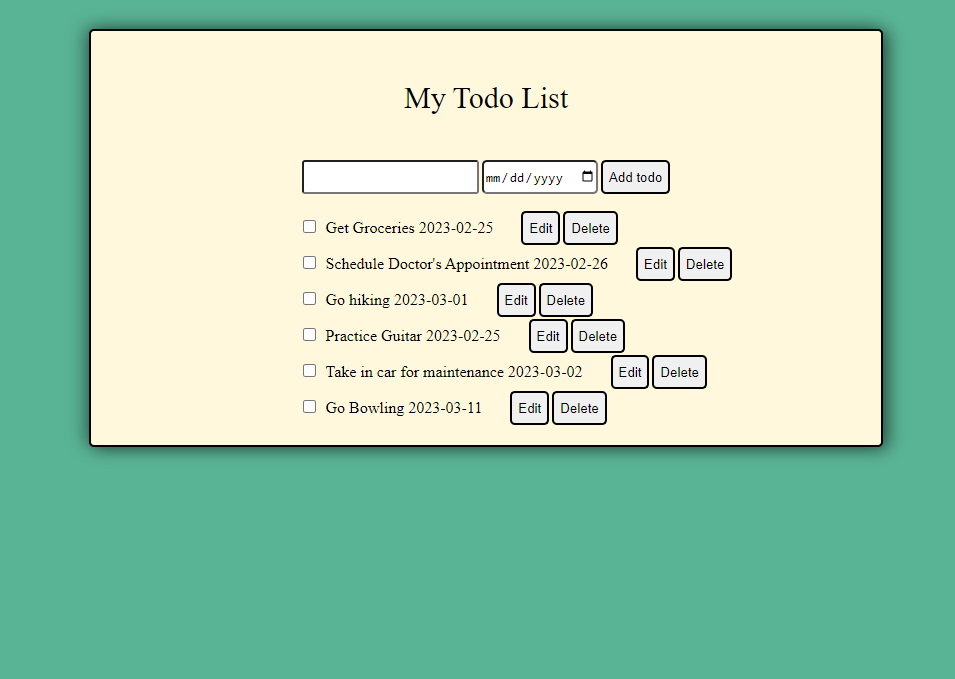 My Todo List
mm/dd/yyyy Add todo
Get Groceries 2023-02-25 Edit Delete
Schedule Doctor's Appointment 2023-02-26 Edit Delete
Go hiking 2023-03-01 Edit Delete
Practice Guitar 2023-02-25 Edit Delete
Take in car for maintenance 2023-03-02 Edit Delete
Go Bowling 2023-03-11 Edit Delete